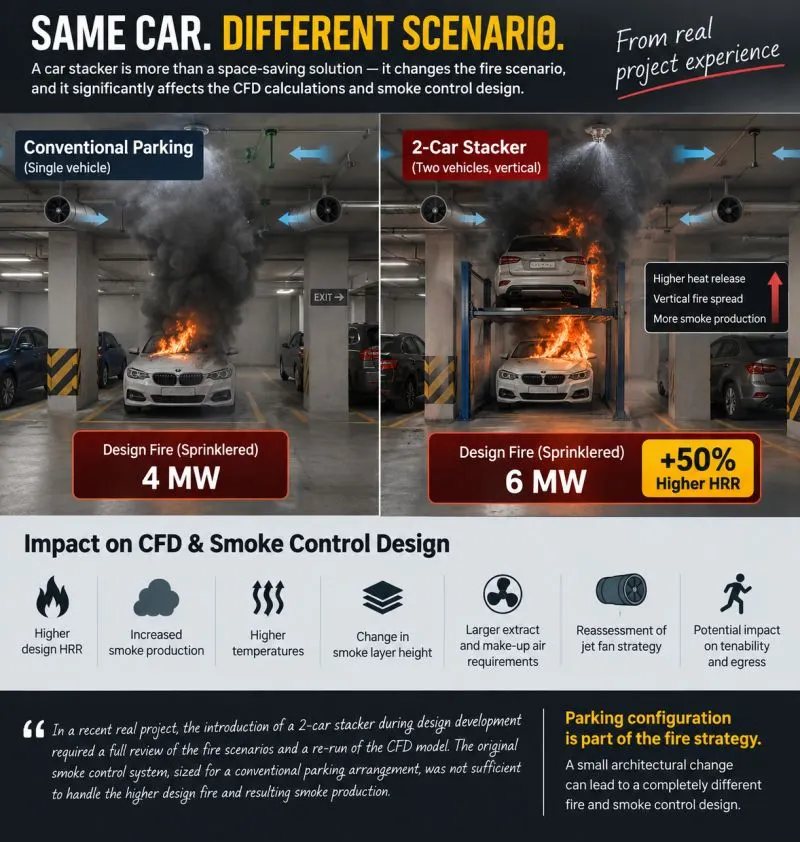 SAME CAR. DIFFERENT SCENARIO.
From real
project experience
A car stacker is more than a space-saving solution — it changes the fire scenario,
and it significantly affects the CFD calculations and smoke control design.
Conventional Parking
(Single vehicle)
2-Car Stacker
(Two vehicles, vertical)
EXIT →
Higher heat release
Vertical fire spread
More smoke production
Design Fire (Sprinklered)
4 MW
Design Fire (Sprinklered)
6 MW
+50%
Higher HRR
Impact on CFD & Smoke Control Design
Higher
design HRR
Increased
smoke production
Higher
temperatures
Change in
smoke layer height
Larger extract
and make-up air
requirements
Reassessment of
jet fan strategy
Potential impact
on tenability
and egress
“ In a recent real project, the introduction of a 2-car stacker during design development
required a full review of the fire scenarios and a re-run of the CFD model. The original
smoke control system, sized for a conventional parking arrangement, was not sufficient
to handle the higher design fire and resulting smoke production.
Parking configuration
is part of the fire strategy.
A small architectural change
can lead to a completely different
fire and smoke control design.